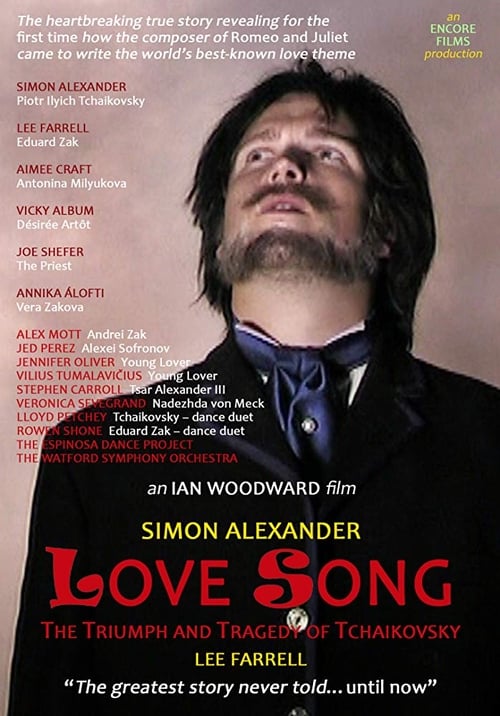 The heartbreaking true story revealing for the
first time how the composer of Romeo and Juliet
came to write the world's best-known love theme
an
ENCORE
FILMS
production
SIMON ALEXANDER
Piotr Ilyich Tchaikovsky
LEE FARRELL
Eduard Zak
AIMEE CRAFT
Antonina Milyukova
VICKY ALBUM
Désirée Artôt
JOE SHEFER
The Priest
ANNIKA ÁLOFTI
Vera Zakova
ALEX MOTT Andrei Zak
JED PEREZ Alexei Sofronov
JENNIFER OLIVER Young Lover
VILIUS TUMALAVIČIUS Young Lover
STEPHEN CARROLL Tsar Alexander III
VERONICA SEVEGRAND Nadezhda von Meck
LLOYD PETCHEY Tchaikovsky – dance duet
ROWEN SHONE Eduard Zak – dance duet
THE ESPINOSA DANCE PROJECT
THE WATFORD SYMPHONY ORCHESTRA
an IAN WOODWARD film
SIMON ALEXANDER
LOVE SONG
THE TRIUMPH AND TRAGEDY OF TCHAIKOVSKY
LEE FARRELL
“The greatest story never told... until now”